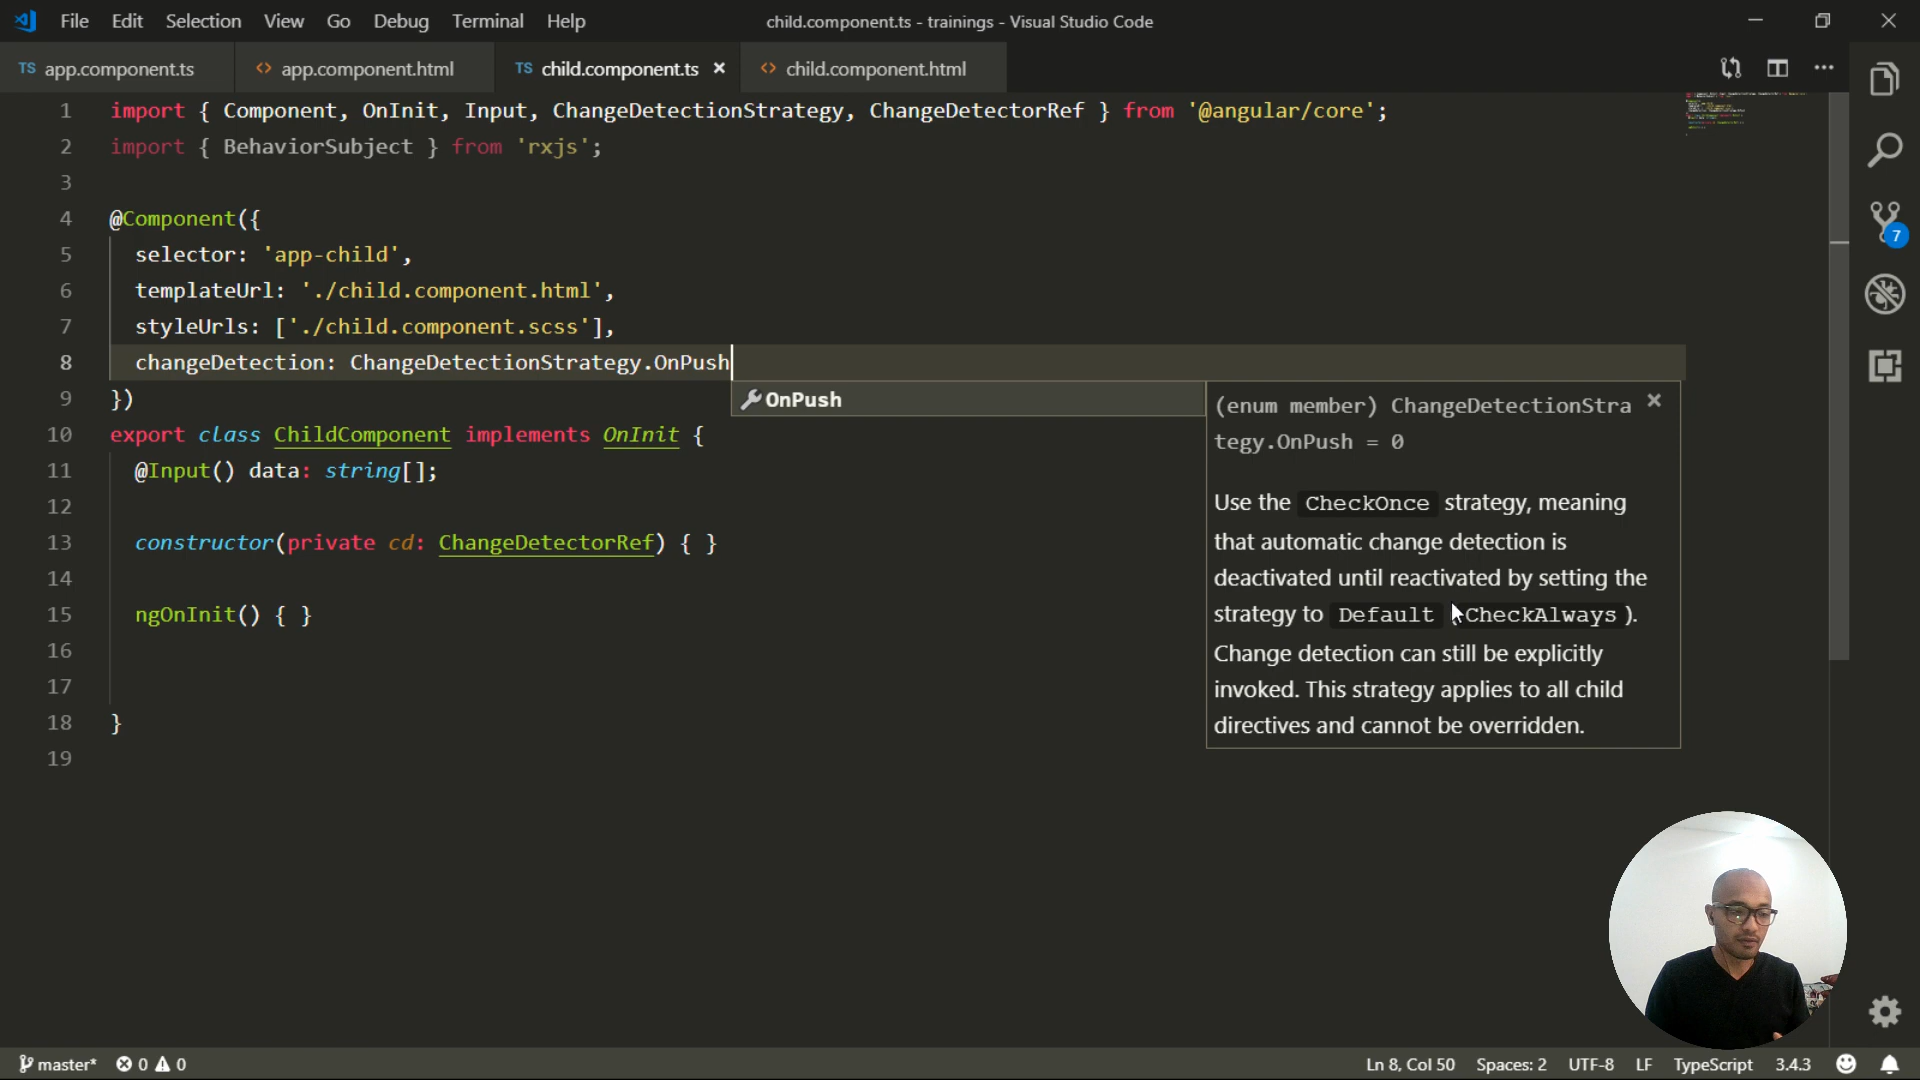 File Edit Selection View Go Debug Terminal Help child.component.ts - trainings - Visual Studio Code
TS app.component.ts <> app.component.html TS child.component.ts × <> child.component.html
1 import { Component, OnInit, Input, ChangeDetectionStrategy, ChangeDetectorRef } from '@angular/core';
2 import { BehaviorSubject } from 'rxjs';
3
4 @Component({
5 selector: 'app-child',
6 templateUrl: './child.component.html',
7 styleUrls: ['./child.component.scss'],
8 changeDetection: ChangeDetectionStrategy.OnPush
9 })
OnPush
10 export class ChildComponent implements OnInit {
11 @Input() data: string[];
12
13 constructor(private cd: ChangeDetectorRef) { }
14
15 ngOnInit() { }
16
17
18 }
19
(enum member) ChangeDetectionStra
tegy.OnPush = 0
Use the CheckOnce strategy, meaning
that automatic change detection is
deactivated until reactivated by setting the
strategy to Default (CheckAlways).
Change detection can still be explicitly
invoked. This strategy applies to all child
directives and cannot be overridden.
7
master* 0 0 Ln 8, Col 50 Spaces: 2 UTF-8 LF TypeScript 3.4.3